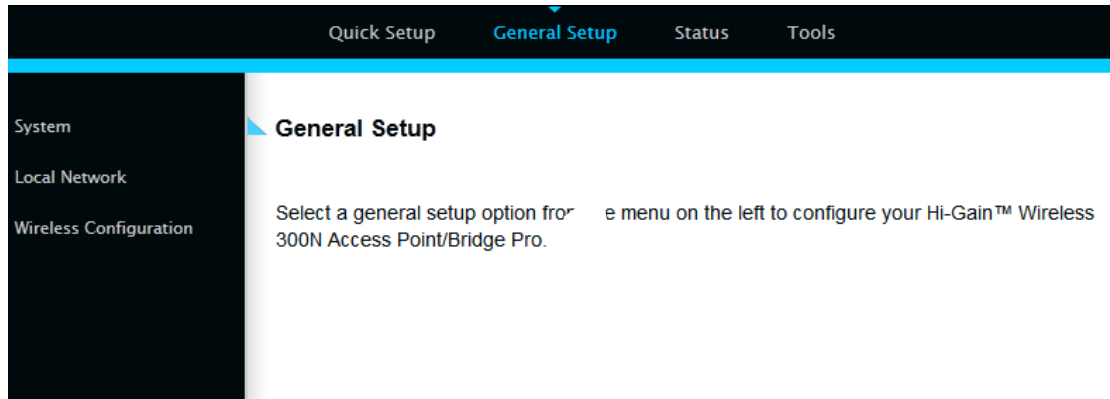 Quick Setup General Setup Status Tools
System
Local Network
Wireless Configuration
General Setup
Select a general setup option menu on the left to configure your Hi-Gain™ Wireless
300N Access Point/Bridge Pro.